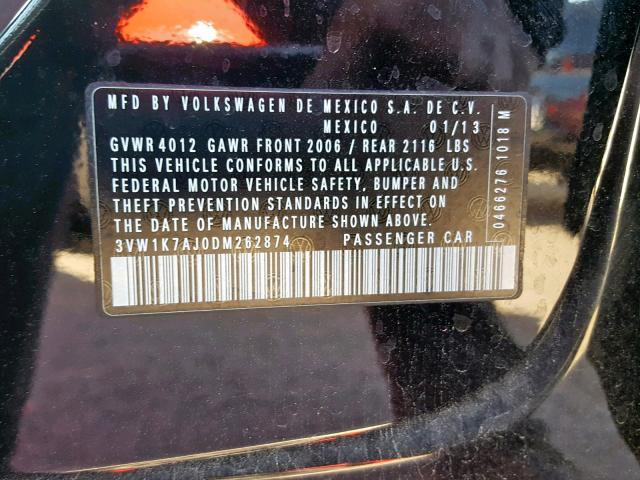 MFD BY VOLKSWAGEN DE MEXICO S.A. DE C.V.
MEXICO 01/13
GVWR 4012 GAWR FRONT 2006 / REAR 2116 LBS
THIS VEHICLE CONFORMS TO ALL APPLICABLE U.S.
FEDERAL MOTOR VEHICLE SAFETY, BUMPER AND
THEFT PREVENTION STANDARDS IN EFFECT ON
THE DATE OF MANUFACTURE SHOWN ABOVE.
3VW1K7AJ0DM262874 PASSENGER CAR
0466276 1018 M